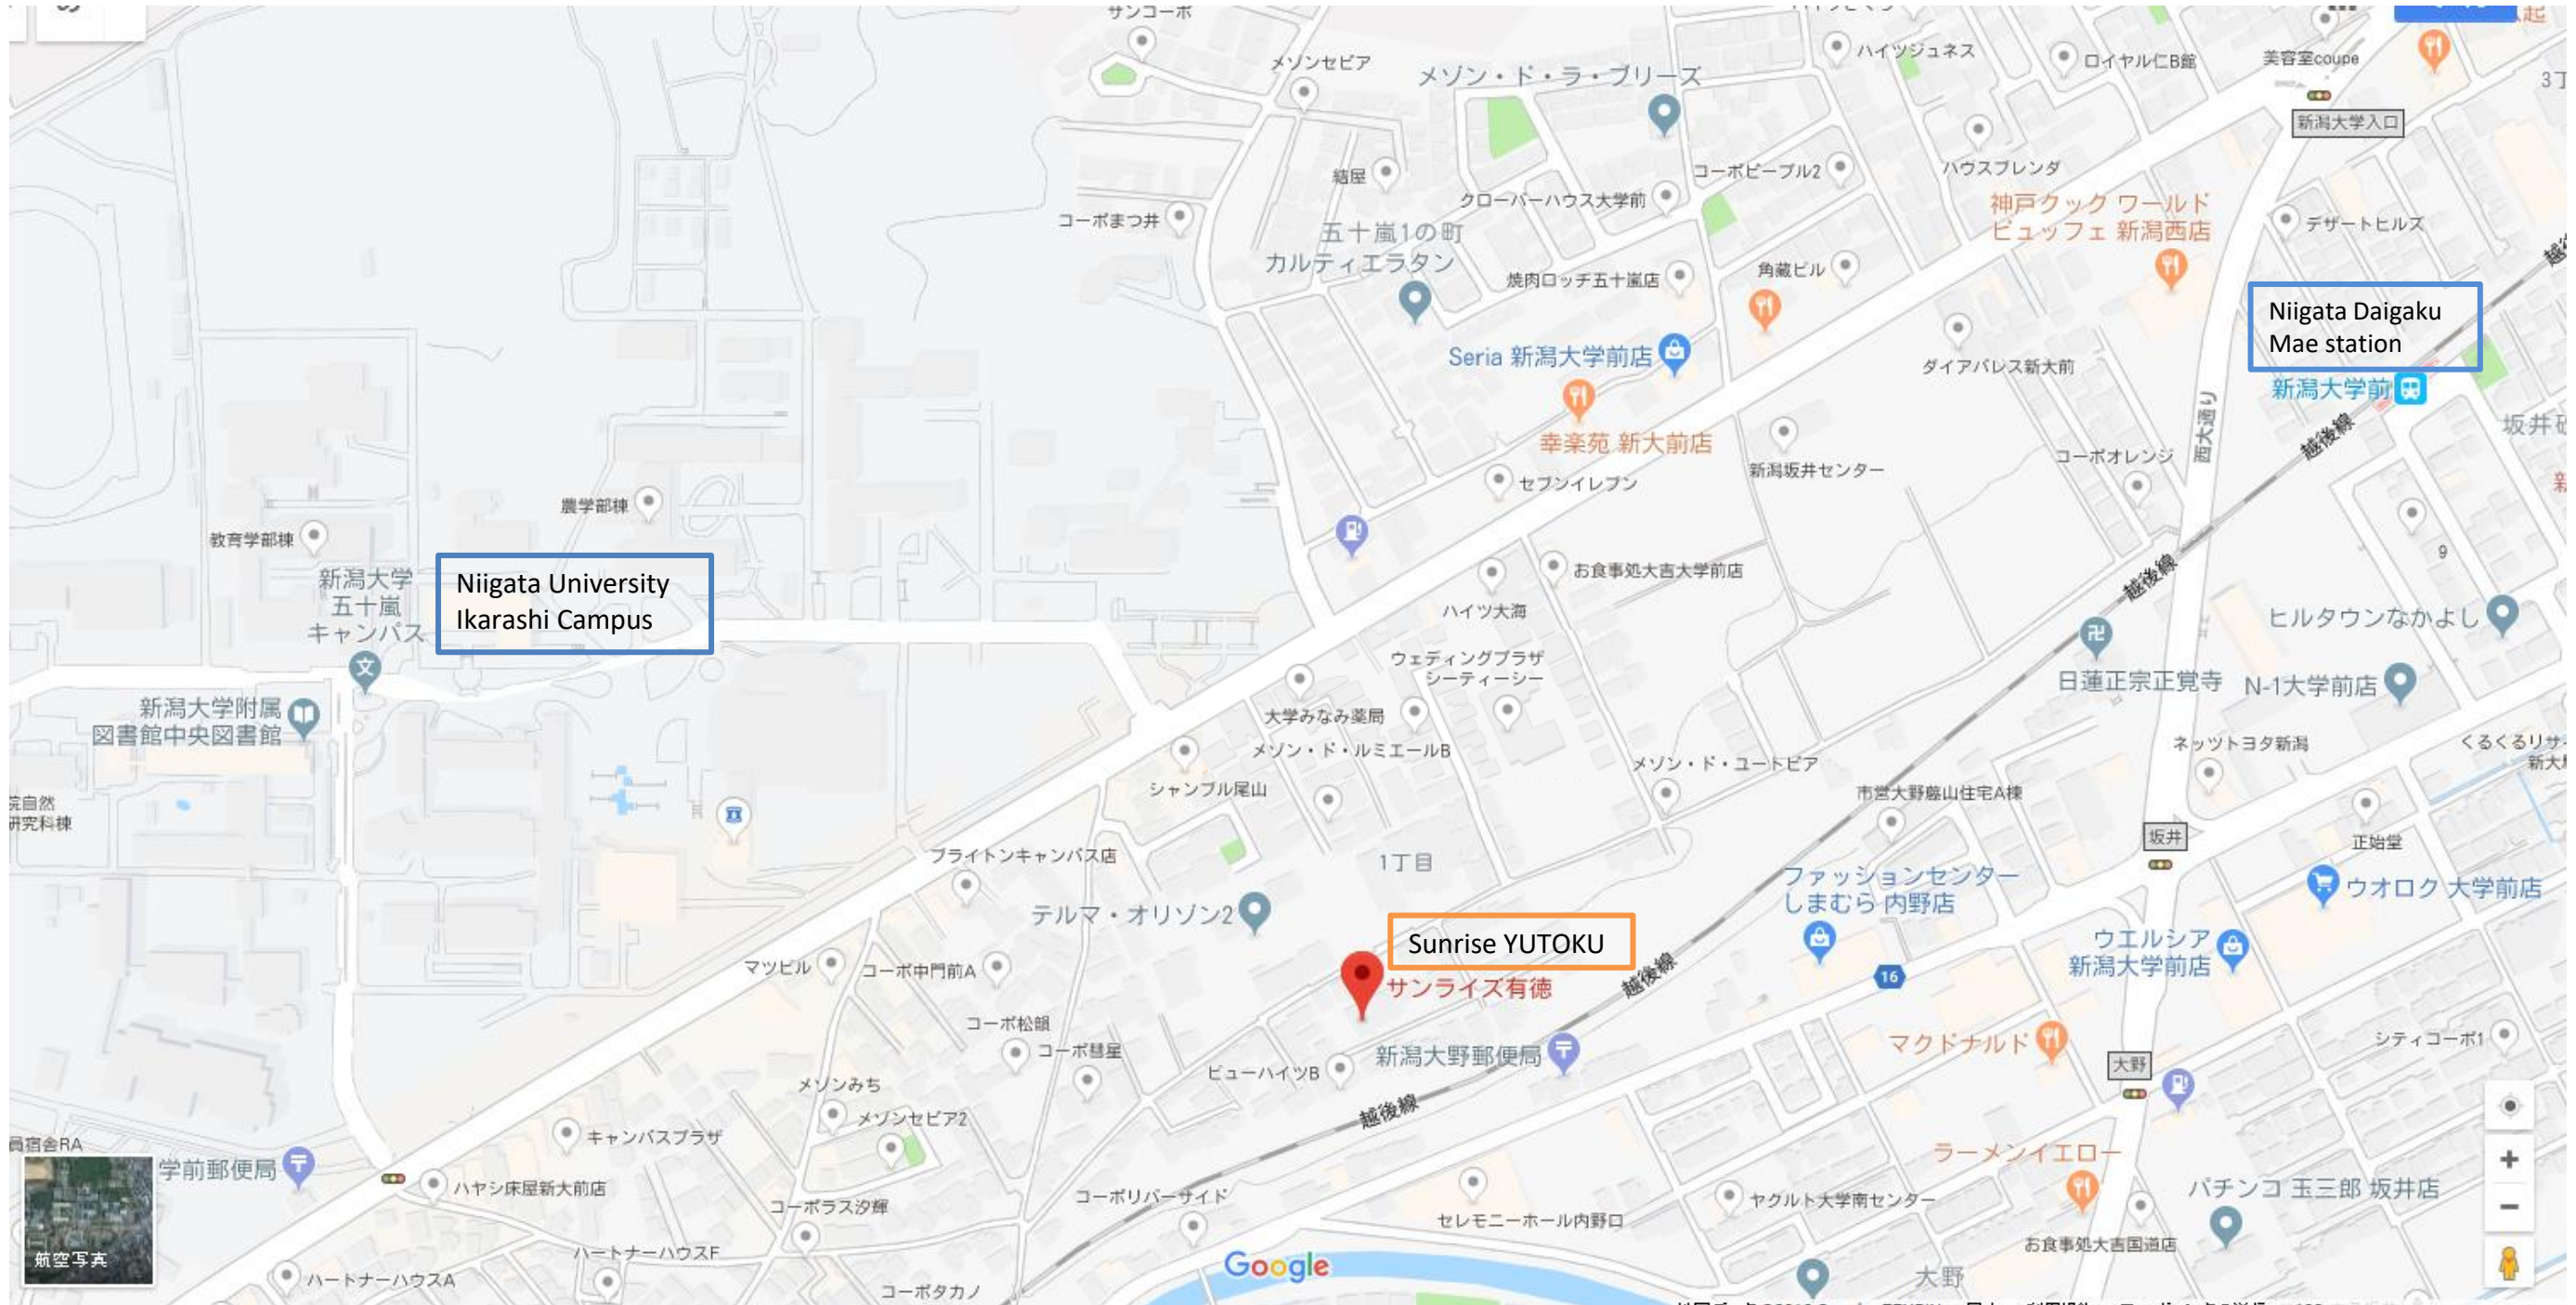 サンコーポ
メゾンセピア
メゾン・ド・ラ・ブリーズ
ハイツジュネス
ロイヤル仁B館
美容室coupe
新潟大学入口
結屋
コーポピープル2
ハウスブレンダ
クローバーハウス大学前
コーポまつ井
神戸クック ワールド
ビュッフェ 新潟西店
デザートヒルズ
五十嵐1の町
カルティエラタン
焼肉ロッヂ五十嵐店
角蔵ビル
Niigata Daigaku
Mae station
Seria 新潟大学前店
ダイアパレス新大前
新潟大学前
西大通り
越後線
幸楽苑 新大前店
新潟坂井センター
コーポオレンジ
セブンイレブン
農学部棟
教育学部棟
新潟大学
五十嵐
キャンパス
Niigata University
Ikarashi Campus
お食事処大吉大学前店
越後線
9
ハイツ大海
ヒルタウンなかよし
ウェディングプラザ
シーティーシー
日蓮正宗正覚寺
N-1大学前店
新潟大学附属
図書館中央図書館
大学みなみ薬局
メゾン・ド・ルミエールB
ネッツトヨタ新潟
メゾン・ド・ユートピア
シャンブル尾山
市営大野藤山住宅A棟
坂井
正始堂
ブライトンキャンパス店
1丁目
ファッションセンター
しまむら 内野店
ウオロク 大学前店
テルマ・オリゾン2
Sunrise YUTOKU
サンライズ有徳
越後線
16
ウエルシア
新潟大学前店
マツビル
コーポ中門前A
コーポ松韻
コーポ彗星
マクドナルド
シティコーポ1
新潟大野郵便局
ビューハイツB
大野
メゾンみち
メゾンセピア2
越後線
キャンパスプラザ
学前郵便局
ラーメンイエロー
ハヤシ床屋新大前店
コーポラス汐輝
コーポリバーサイド
セレモニーホール内野口
ヤクルト大学南センター
パチンコ 玉三郎 坂井店
お食事処大吉国道店
航空写真
ハートナーハウスA
ハートナーハウスF
コーポタカノ
Google
大野